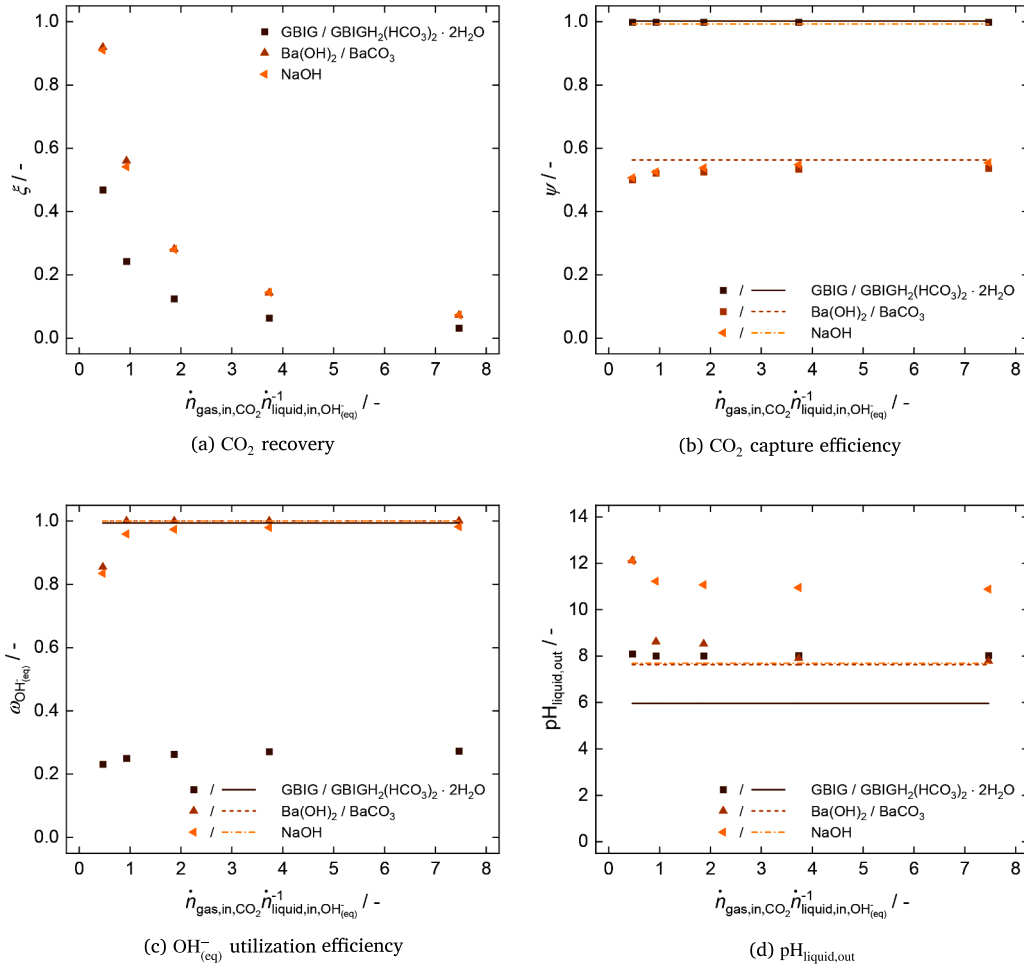 GBIG / GBIGH₂(HCO₃)₂ · 2H₂O
Ba(OH)₂ / BaCO₃
NaOH
1.0
0.8
0.6
0.4
0.2
0.0
ξ / -
0 1 2 3 4 5 6 7 8
ṅgas,in,CO₂ṅ⁻¹liquid,in,OH⁻(eq) / -
(a) CO₂ recovery
1.0
0.8
0.6
0.4
0.2
0.0
ψ / -
/ GBIG / GBIGH₂(HCO₃)₂ · 2H₂O
/ Ba(OH)₂ / BaCO₃
/ NaOH
0 1 2 3 4 5 6 7 8
ṅgas,in,CO₂ṅ⁻¹liquid,in,OH⁻(eq) / -
(b) CO₂ capture efficiency
1.0
0.8
0.6
0.4
0.2
0.0
ωOH⁻(eq) / -
/ GBIG / GBIGH₂(HCO₃)₂ · 2H₂O
/ Ba(OH)₂ / BaCO₃
/ NaOH
0 1 2 3 4 5 6 7 8
ṅgas,in,CO₂ṅ⁻¹liquid,in,OH⁻(eq) / -
(c) OH⁻(eq) utilization efficiency
14
12
10
8
6
4
2
0
pHliquid,out / -
/ GBIG / GBIGH₂(HCO₃)₂ · 2H₂O
/ Ba(OH)₂ / BaCO₃
/ NaOH
0 1 2 3 4 5 6 7 8
ṅgas,in,CO₂ṅ⁻¹liquid,in,OH⁻(eq) / -
(d) pHliquid,out